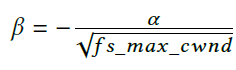 β = − α / √fs_max_cwnd